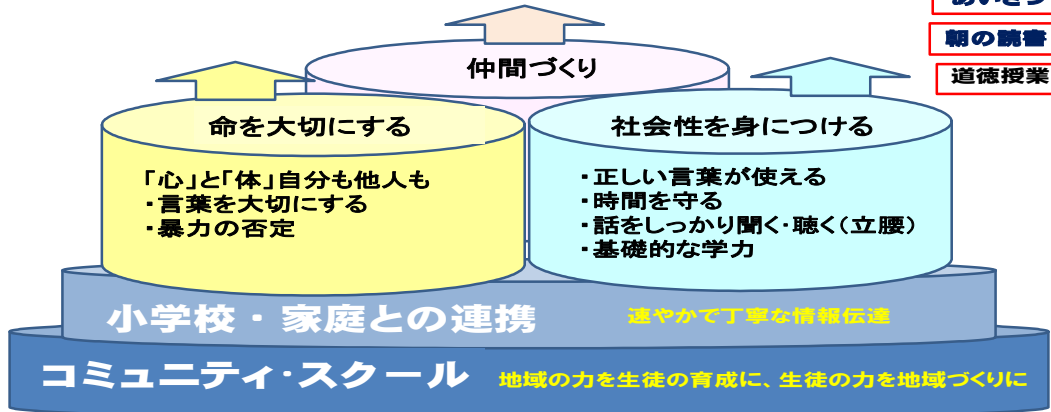 あいさつ
朝の読書
道徳授業
仲間づくり
命を大切にする
「心」と「体」自分も他人も
・言葉を大切にする
・暴力の否定
社会性を身につける
・正しい言葉が使える
・時間を守る
・話をしっかり聞く・聴く(立腰)
・基礎的な学力
小学校・家庭との連携
速やかで丁寧な情報伝達
コミュニティ・スクール
地域の力を生徒の育成に、生徒の力を地域づくりに